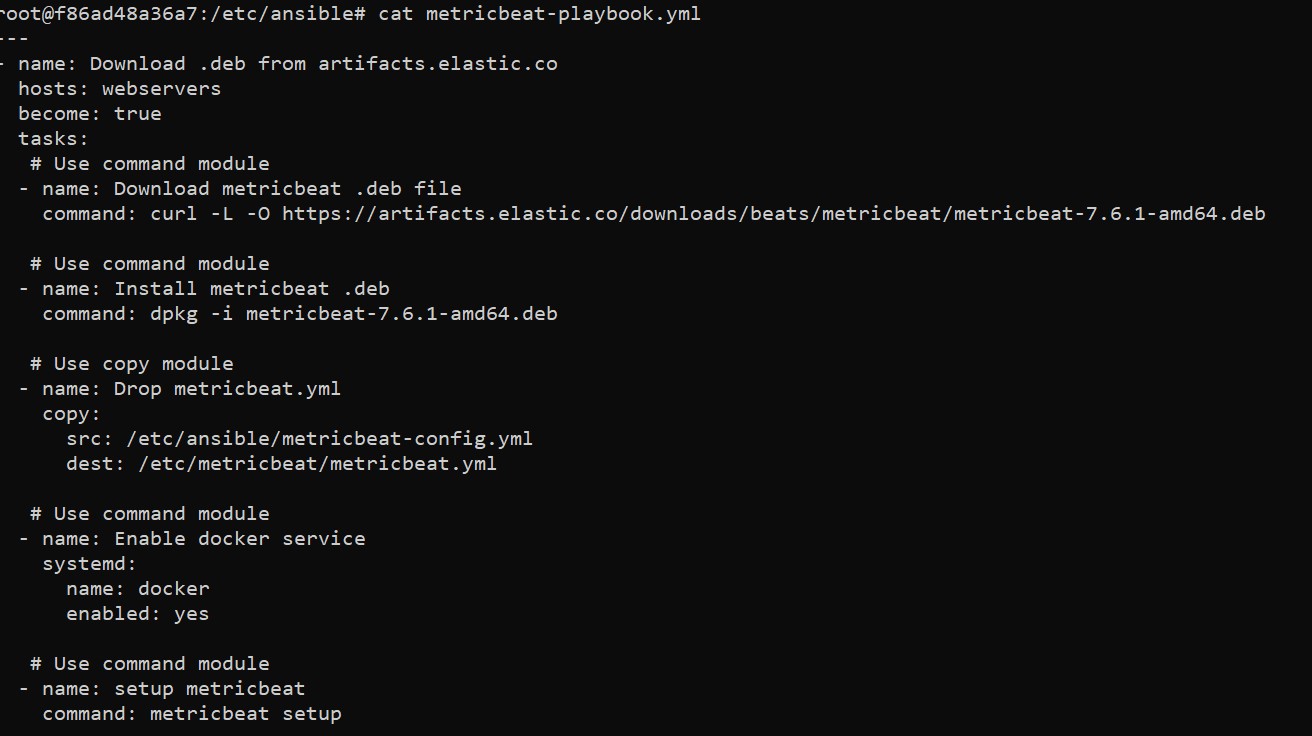 root@f86ad48a36a7:/etc/ansible# cat metricbeat-playbook.yml
---
- name: Download .deb from artifacts.elastic.co
  hosts: webservers
  become: true
  tasks:
   # Use command module
  - name: Download metricbeat .deb file
    command: curl -L -O https://artifacts.elastic.co/downloads/beats/metricbeat/metricbeat-7.6.1-amd64.deb

   # Use command module
  - name: Install metricbeat .deb
    command: dpkg -i metricbeat-7.6.1-amd64.deb

   # Use copy module
  - name: Drop metricbeat.yml
    copy:
      src: /etc/ansible/metricbeat-config.yml
      dest: /etc/metricbeat/metricbeat.yml

   # Use command module
  - name: Enable docker service
    systemd:
      name: docker
      enabled: yes

   # Use command module
  - name: setup metricbeat
    command: metricbeat setup